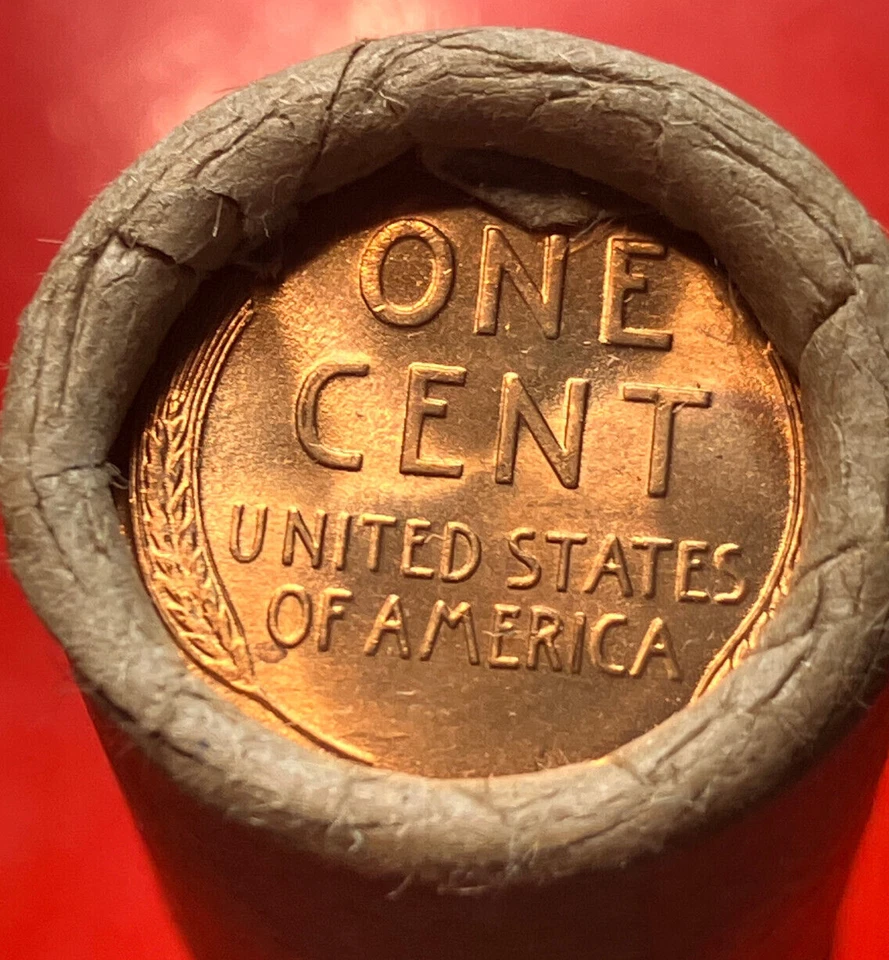 ONE
CENT
UNITED STATES
OF AMERICA